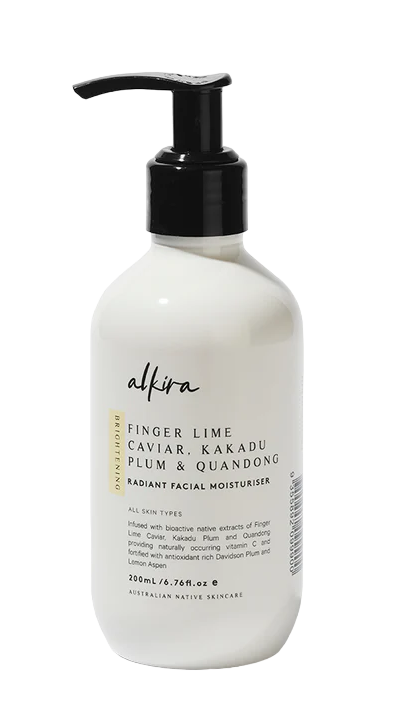 alkira
BRIGHTENING
FINGER LIME
CAVIAR, KAKADU
PLUM & QUANDONG
RADIANT FACIAL MOISTURISER
ALL SKIN TYPES
Infused with bioactive native extracts of Finger
Lime Caviar, Kakadu Plum and Quandong
providing naturally occurring vitamin C and
fortified with antioxidant rich Davidson Plum and
Lemon Aspen
200mL/6.76fl.oz e
AUSTRALIAN NATIVE SKINCARE